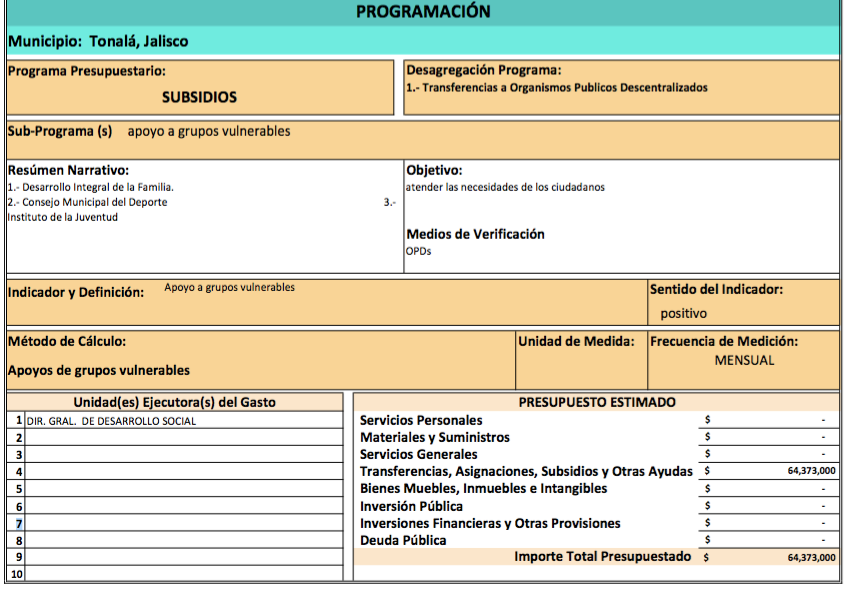 PROGRAMACIÓN
Municipio: Tonalá, Jalisco
Programa Presupuestario:
SUBSIDIOS
Desagregación Programa:
1.- Transferencias a Organismos Publicos Descentralizados
Sub-Programa (s) apoyo a grupos vulnerables
Resúmen Narrativo:
1.- Desarrollo Integral de la Familia.
2.- Consejo Municipal del Deporte 3.-
Instituto de la Juventud
Objetivo:
atender las necesidades de los ciudadanos
Medios de Verificación
OPDs
Indicador y Definición: Apoyo a grupos vulnerables
Sentido del Indicador:
positivo
Método de Cálculo:
Apoyos de grupos vulnerables
Unidad de Medida:
Frecuencia de Medición:
MENSUAL
Unidad(es) Ejecutora(s) del Gasto
1 DIR. GRAL. DE DESARROLLO SOCIAL
2
3
4
5
6
7
8
9
10
PRESUPUESTO ESTIMADO
Servicios Personales $ -
Materiales y Suministros $ -
Servicios Generales $ -
Transferencias, Asignaciones, Subsidios y Otras Ayudas $ 64,373,000
Bienes Muebles, Inmuebles e Intangibles $ -
Inversión Pública $ -
Inversiones Financieras y Otras Provisiones $ -
Deuda Pública $ -
Importe Total Presupuestado $ 64,373,000